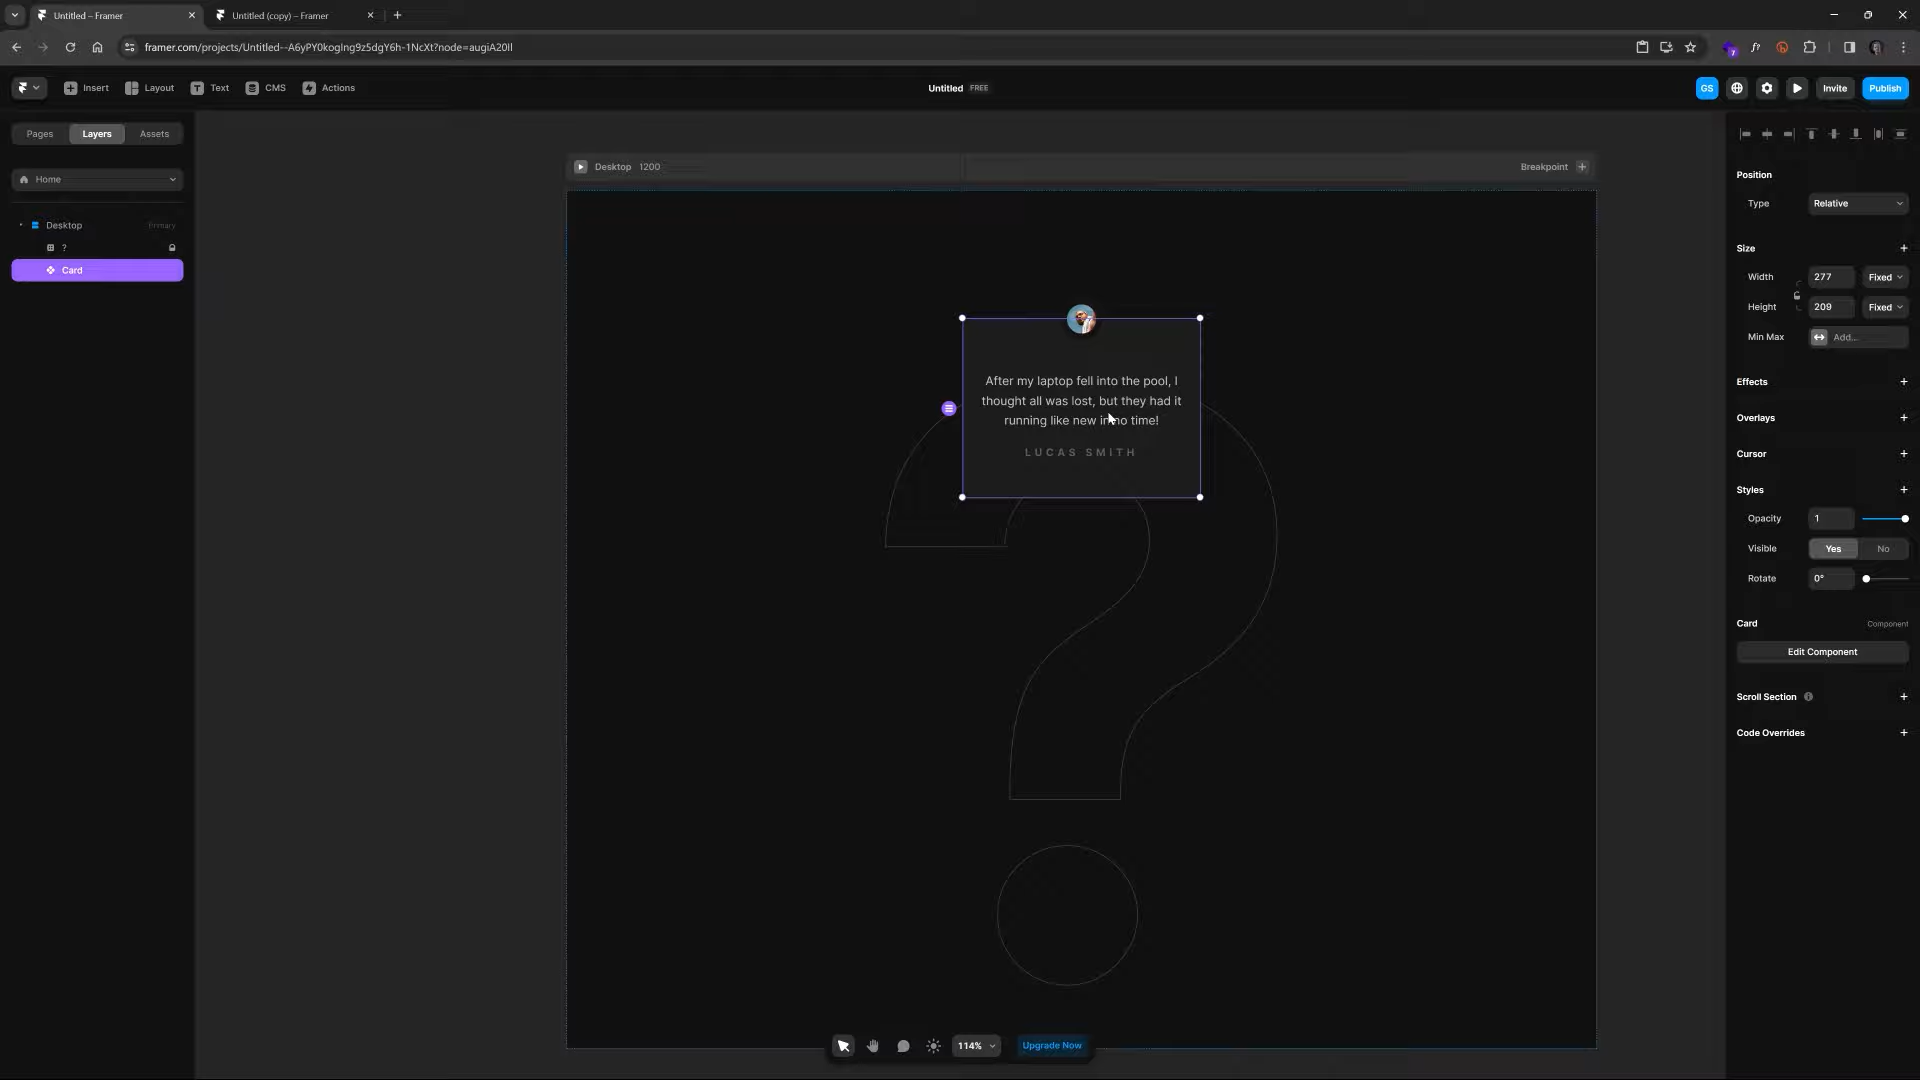 Untitled – Framer
Untitled (copy) – Framer
framer.com/projects/Untitled--A6yPY0kogIng9z5dgY6h-1NcXt?node=augiA20Il
7
f?
Insert
Layout
Text
CMS
Actions
Untitled FREE
GS
Invite
Publish
Pages
Layers
Assets
Home
Desktop
Primary
?
Card
Desktop 1200
Breakpoint
After my laptop fell into the pool, I
thought all was lost, but they had it
running like new in no time!
LUCAS SMITH
114%
Upgrade Now
Position
Type
Relative
Size
Width
277
Fixed
Height
209
Fixed
Min Max
Add...
Effects
Overlays
Cursor
Styles
Opacity
1
Visible
Yes
No
Rotate
0°
Card
Component
Edit Component
Scroll Section
Code Overrides